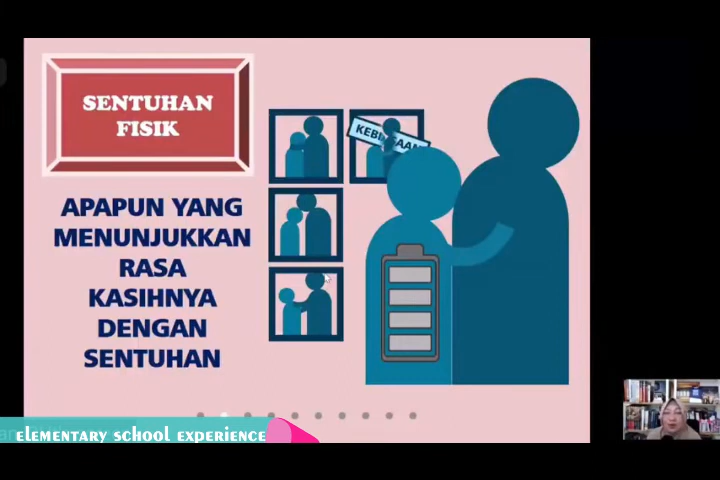 SENTUHAN
FISIK
APAPUN YANG
MENUNJUKKAN
RASA
KASIHNYA
DENGAN
SENTUHAN
elementary school experience